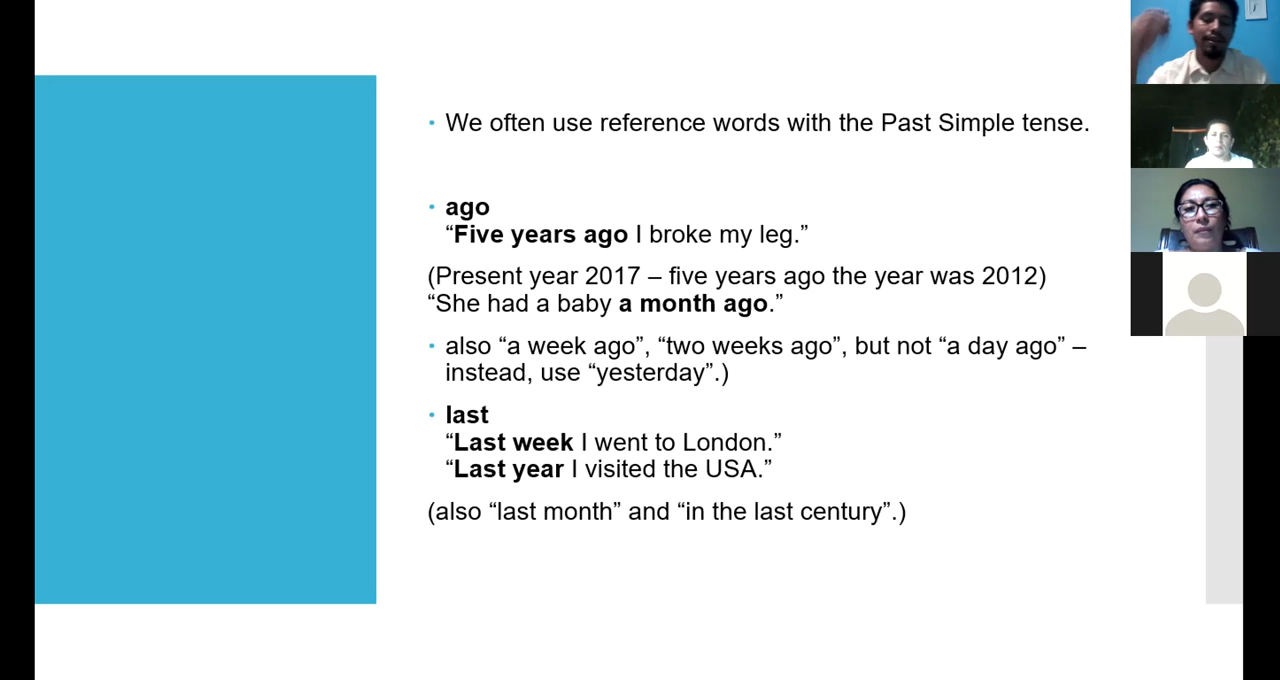 • We often use reference words with the Past Simple tense.
• ago
“Five years ago I broke my leg.”
(Present year 2017 – five years ago the year was 2012)
“She had a baby a month ago.”
• also “a week ago”, “two weeks ago”, but not “a day ago” –
instead, use “yesterday”.)
• last
“Last week I went to London.”
“Last year I visited the USA.”
(also “last month” and “in the last century”.)